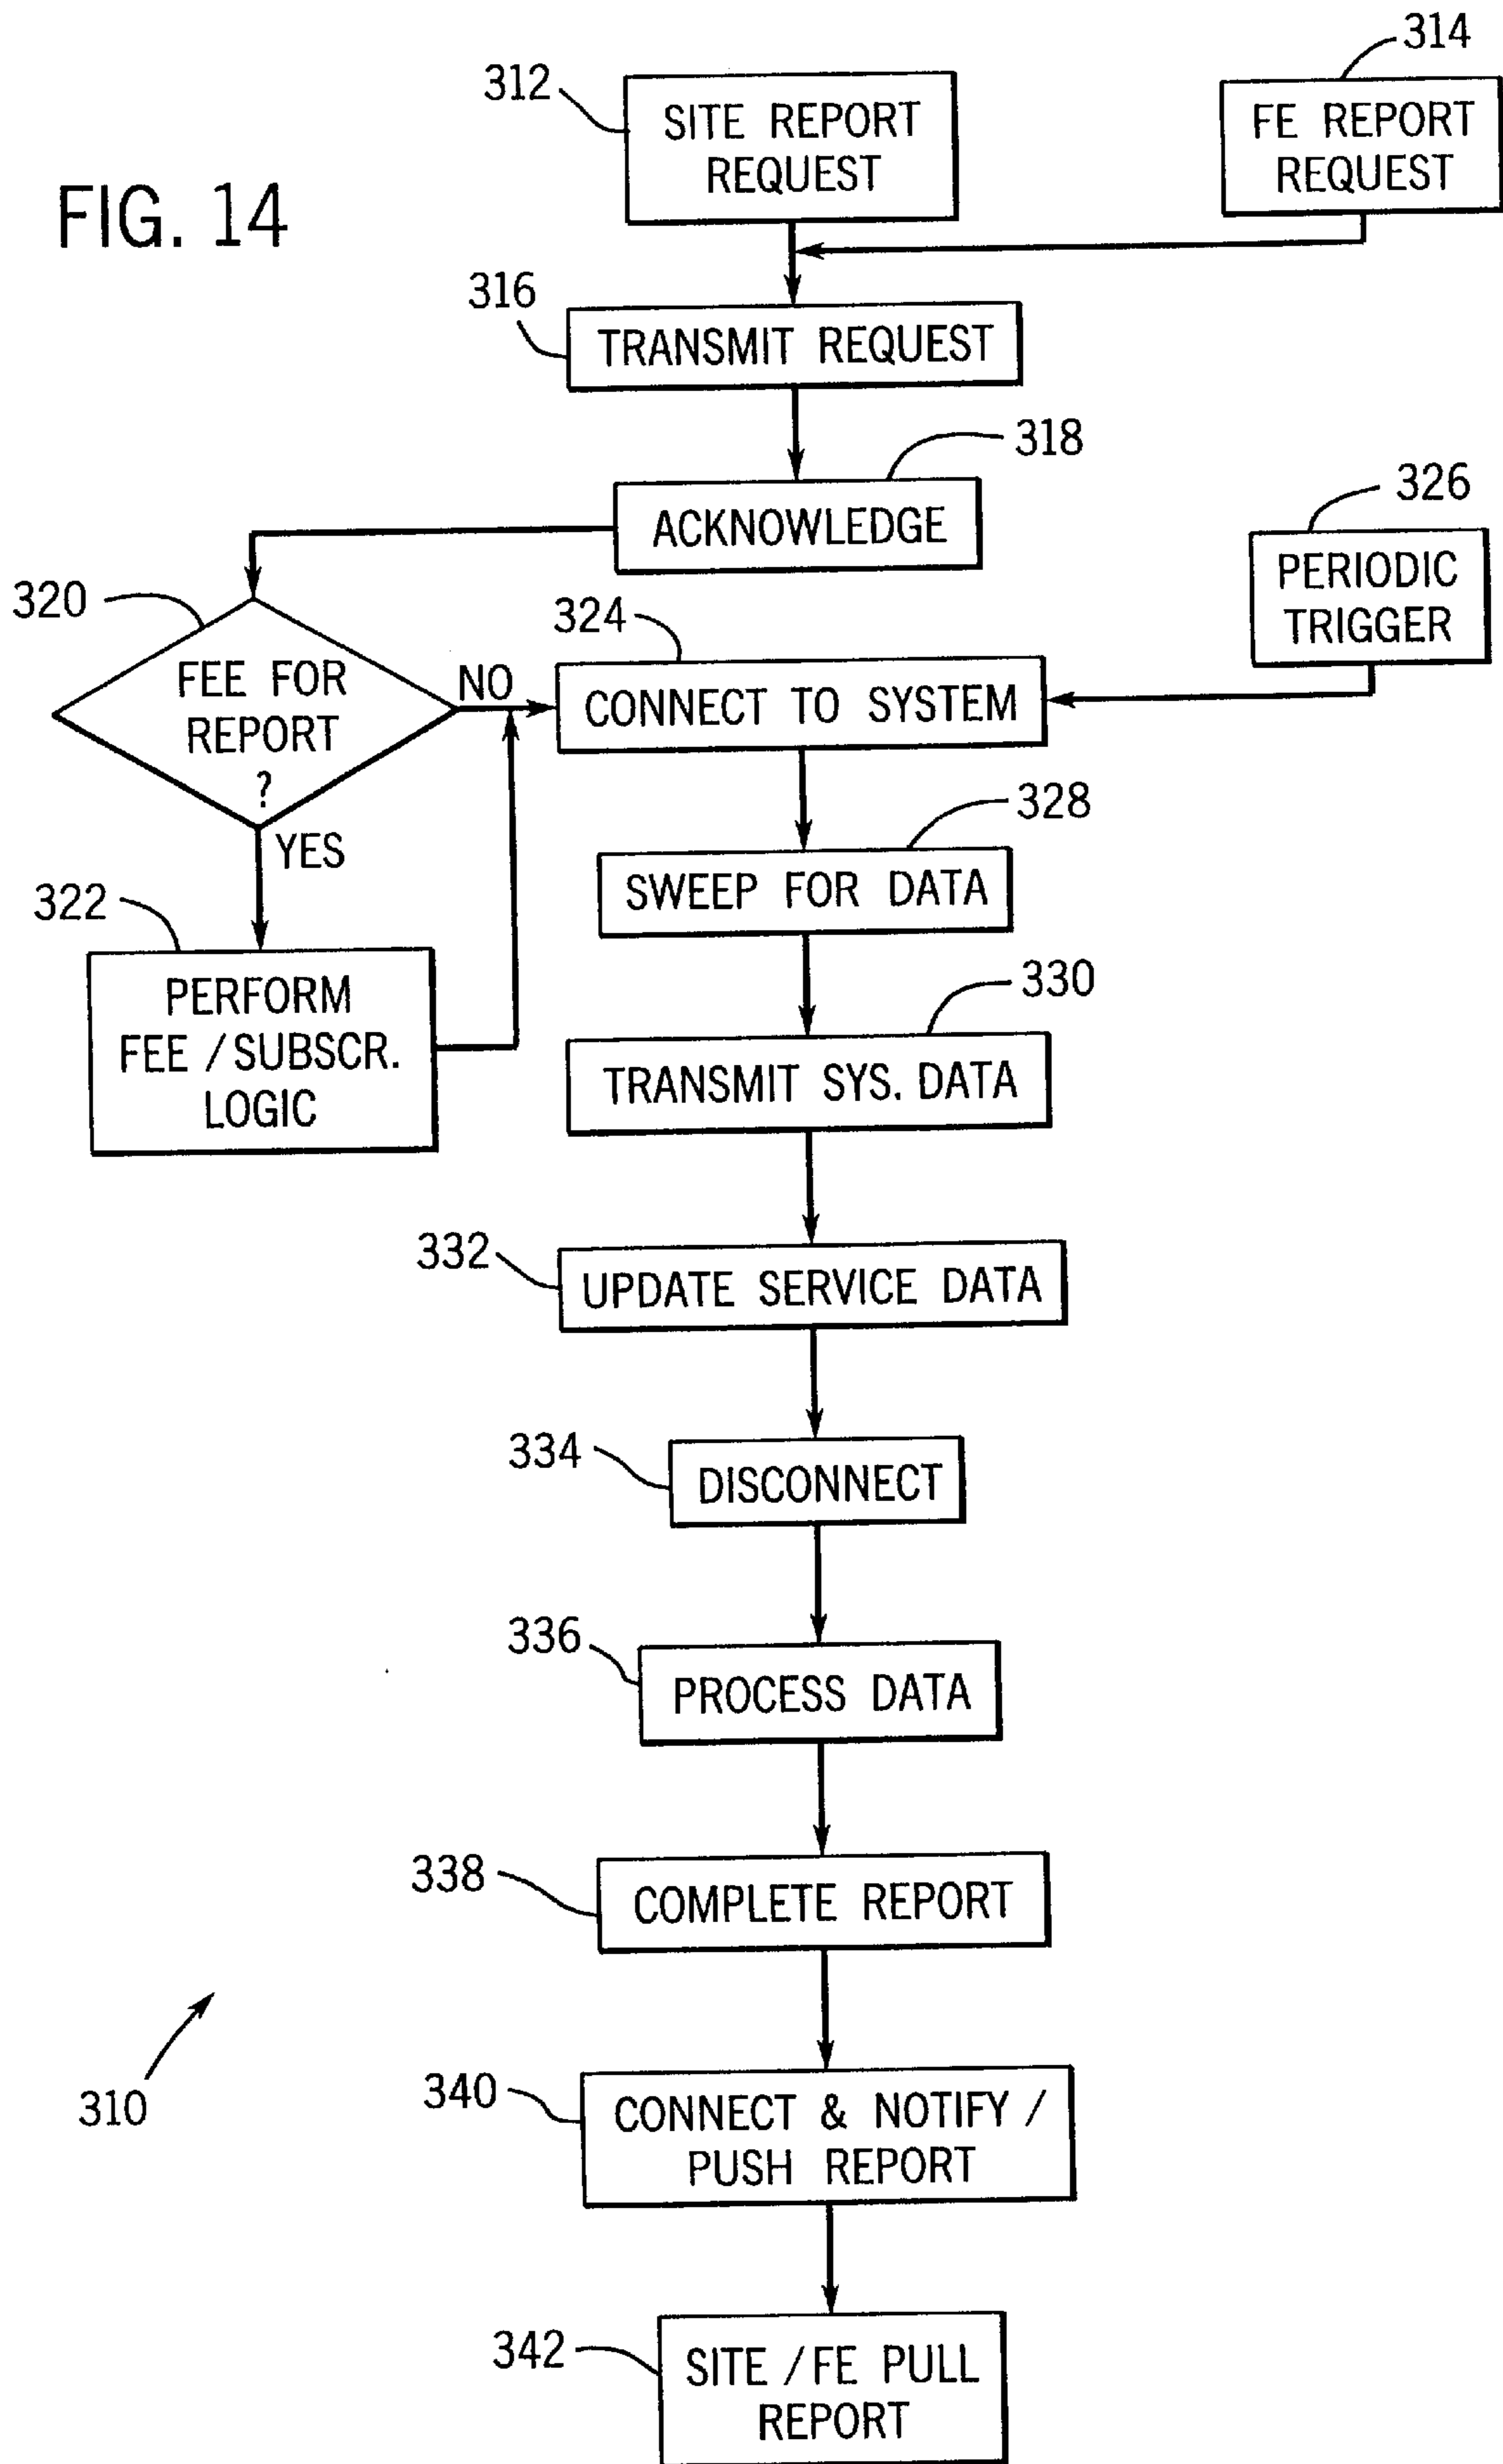 314
312
SITE REPORT
REQUEST
FE REPORT
REQUEST
FIG. 14
316
TRANSMIT REQUEST
318
ACKNOWLEDGE
326
PERIODIC
TRIGGER
320
FEE FOR
REPORT
?
NO
YES
324
CONNECT TO SYSTEM
328
SWEEP FOR DATA
322
PERFORM
FEE / SUBSCR.
LOGIC
330
TRANSMIT SYS. DATA
332
UPDATE SERVICE DATA
334
DISCONNECT
336
PROCESS DATA
338
COMPLETE REPORT
310
340
CONNECT & NOTIFY /
PUSH REPORT
342
SITE / FE PULL
REPORT